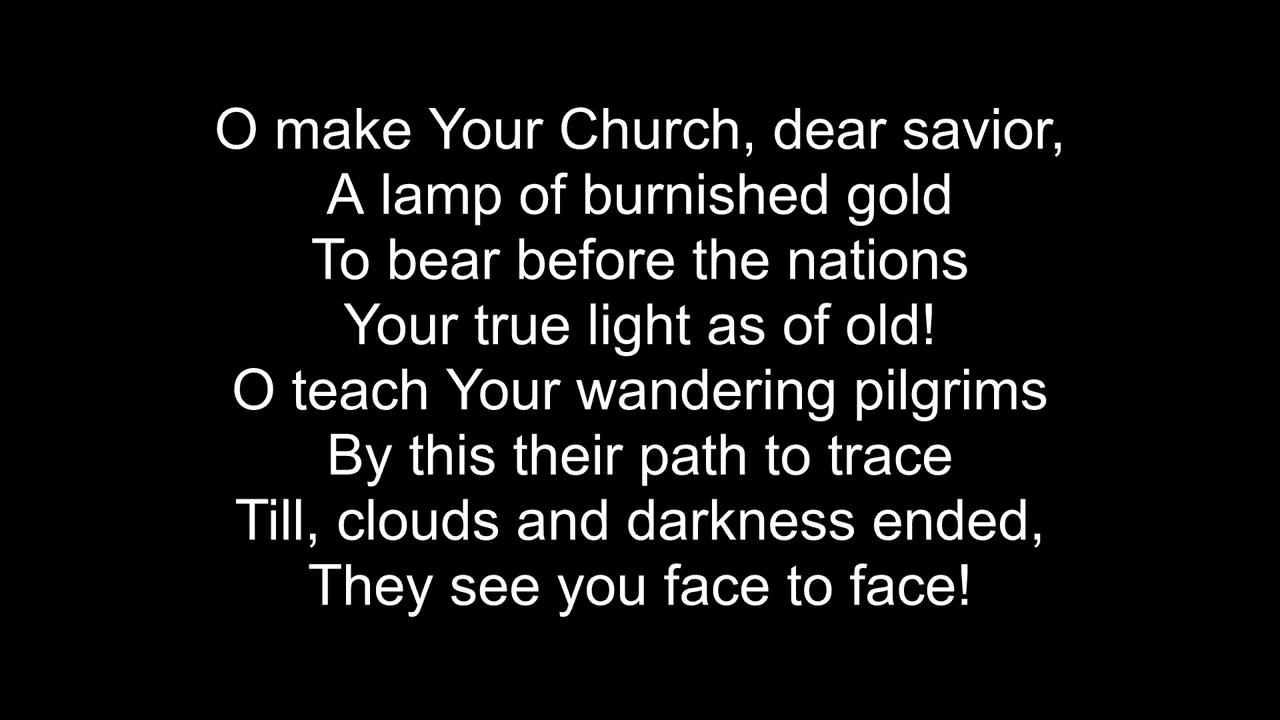 O make Your Church, dear savior,
A lamp of burnished gold
To bear before the nations
Your true light as of old!
O teach Your wandering pilgrims
By this their path to trace
Till, clouds and darkness ended,
They see you face to face!